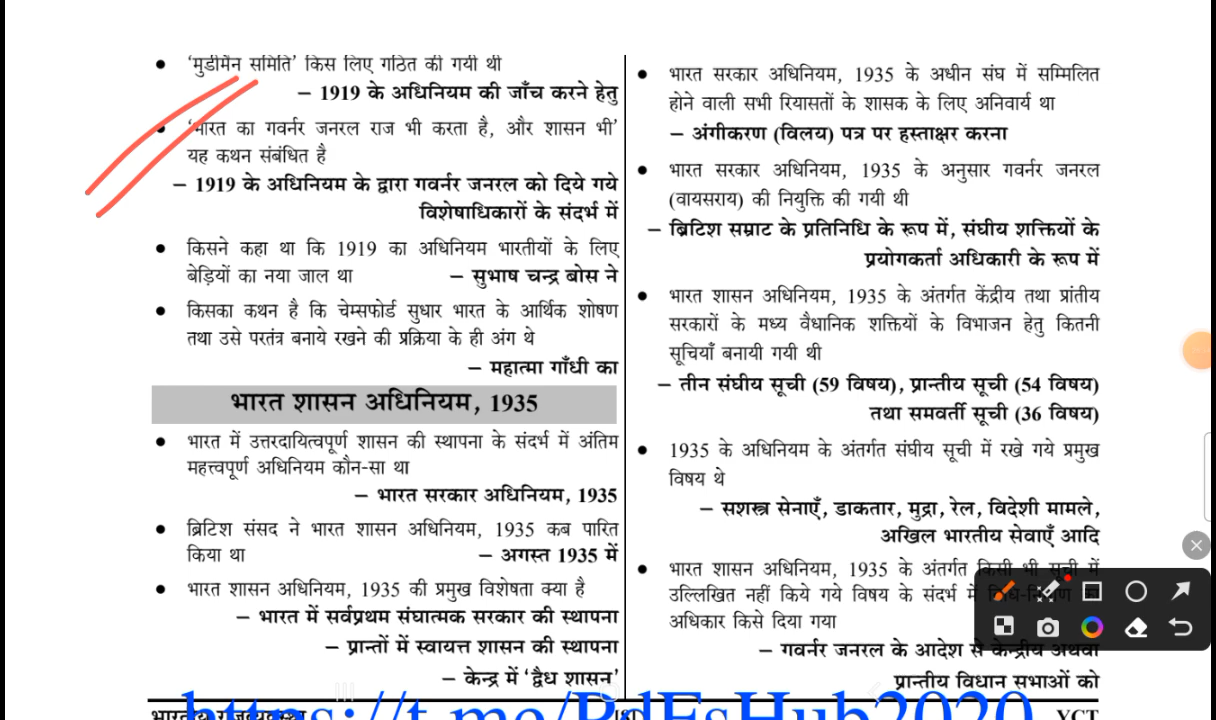 • 'मुडीमैन समिति' किस लिए गठित की गयी थी
– 1919 के अधिनियम की जाँच करने हेतु
• 'भारत का गवर्नर जनरल राज भी करता है, और शासन भी'
यह कथन संबंधित है
– 1919 के अधिनियम के द्वारा गवर्नर जनरल को दिये गये
विशेषाधिकारों के संदर्भ में
• किसने कहा था कि 1919 का अधिनियम भारतीयों के लिए
बेड़ियों का नया जाल था – सुभाष चन्द्र बोस ने
• किसका कथन है कि चेम्सफोर्ड सुधार भारत के आर्थिक शोषण
तथा उसे परतंत्र बनाये रखने की प्रक्रिया के ही अंग थे
– महात्मा गाँधी का
भारत शासन अधिनियम, 1935
• भारत में उत्तरदायित्वपूर्ण शासन की स्थापना के संदर्भ में अंतिम
महत्त्वपूर्ण अधिनियम कौन-सा था
– भारत सरकार अधिनियम, 1935
• ब्रिटिश संसद ने भारत शासन अधिनियम, 1935 कब पारित
किया था – अगस्त 1935 में
• भारत शासन अधिनियम, 1935 की प्रमुख विशेषता क्या है
– भारत में सर्वप्रथम संघात्मक सरकार की स्थापना
– प्रान्तों में स्वायत्त शासन की स्थापना
– केन्द्र में 'द्वैध शासन'
• भारत सरकार अधिनियम, 1935 के अधीन संघ में सम्मिलित
होने वाली सभी रियासतों के शासक के लिए अनिवार्य था
– अंगीकरण (विलय) पत्र पर हस्ताक्षर करना
• भारत सरकार अधिनियम, 1935 के अनुसार गवर्नर जनरल
(वायसराय) की नियुक्ति की गयी थी
– ब्रिटिश सम्राट के प्रतिनिधि के रूप में, संघीय शक्तियों के
प्रयोगकर्ता अधिकारी के रूप में
• भारत शासन अधिनियम, 1935 के अंतर्गत केंद्रीय तथा प्रांतीय
सरकारों के मध्य वैधानिक शक्तियों के विभाजन हेतु कितनी
सूचियाँ बनायी गयी थी
– तीन संघीय सूची (59 विषय), प्रान्तीय सूची (54 विषय)
तथा समवर्ती सूची (36 विषय)
• 1935 के अधिनियम के अंतर्गत संघीय सूची में रखे गये प्रमुख
विषय थे
– सशस्त्र सेनाएँ, डाकतार, मुद्रा, रेल, विदेशी मामले,
अखिल भारतीय सेवाएँ आदि
• भारत शासन अधिनियम, 1935 के अंतर्गत किसी भी सूची में
उल्लिखित नहीं किये गये विषय के संदर्भ में
अधिकार किसे दिया गया
– गवर्नर जनरल के आदेश से केन्द्रीय अथवा
प्रान्तीय विधान सभाओं को
भारतीय राजव्यवस्था 181 YCT
https://t.me/PdFsHub2020